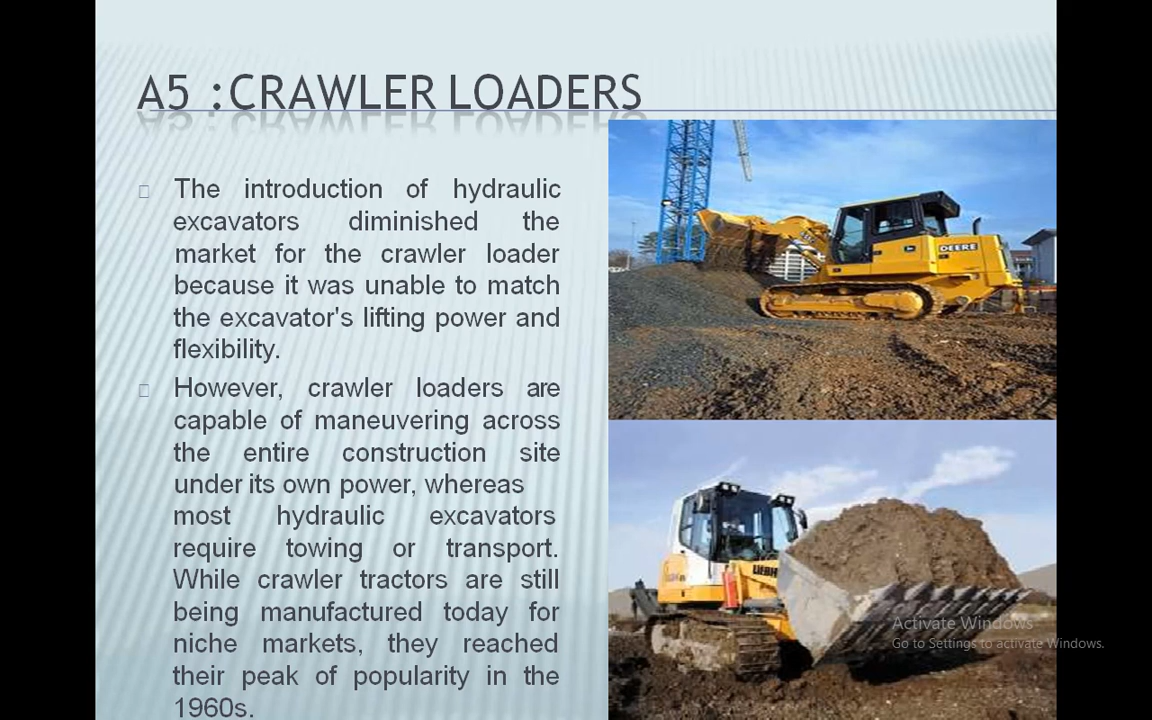 A5 :CRAWLER LOADERS
The introduction of hydraulic
excavators diminished the
market for the crawler loader
because it was unable to match
the excavator's lifting power and
flexibility.
However, crawler loaders are
capable of maneuvering across
the entire construction site
under its own power, whereas
most hydraulic excavators
require towing or transport.
While crawler tractors are still
being manufactured today for
niche markets, they reached
their peak of popularity in the
1960s.
DEERE
LIEBH
Activate Windows
Go to Settings to activate Windows.